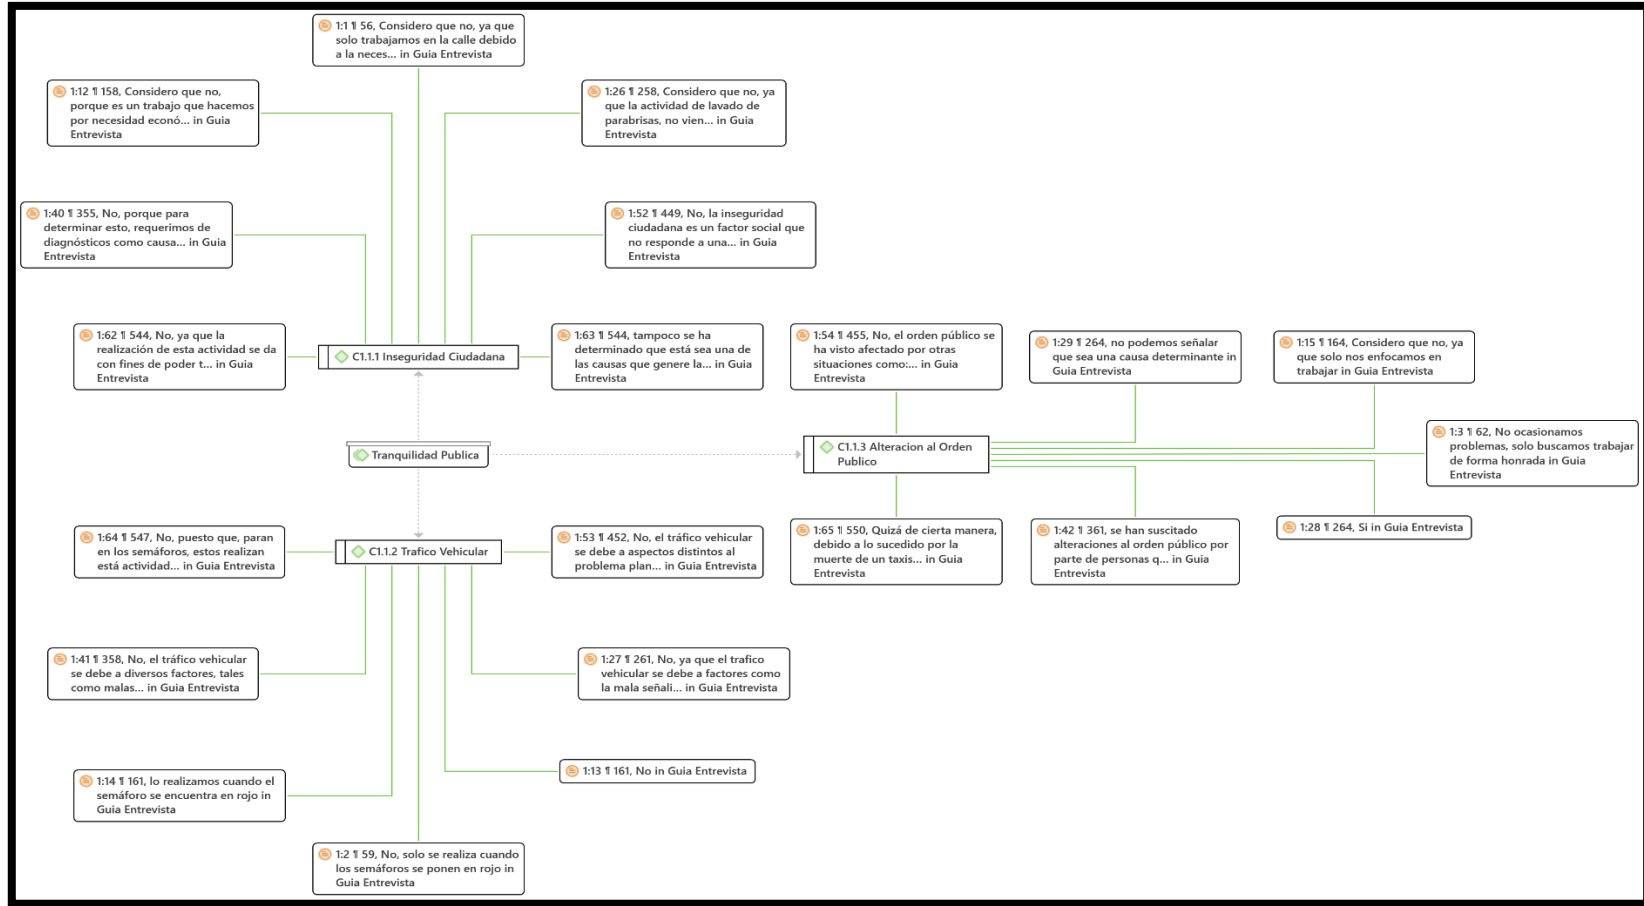 1:1 ¶ 56, Considero que no, ya que
solo trabajamos en la calle debido
a la neces... in Guia Entrevista
1:12 ¶ 158, Considero que no,
porque es un trabajo que hacemos
por necesidad econó... in Guia
Entrevista
1:26 ¶ 258, Considero que no, ya
que la actividad de lavado de
parabrisas, no vien... in Guia
Entrevista
1:40 ¶ 355, No, porque para
determinar esto, requerimos de
diagnósticos como causa... in Guia
Entrevista
1:52 ¶ 449, No, la inseguridad
ciudadana es un factor social que
no responde a una... in Guia
Entrevista
1:62 ¶ 544, No, ya que la
realización de esta actividad se da
con fines de poder t... in Guia
Entrevista
C1.1.1 Inseguridad Ciudadana
1:63 ¶ 544, tampoco se ha
determinado que está sea una de
las causas que genere la... in Guia
Entrevista
1:54 ¶ 455, No, el orden público se
ha visto afectado por otras
situaciones como:... in Guia
Entrevista
1:29 ¶ 264, no podemos señalar
que sea una causa determinante in
Guia Entrevista
1:15 ¶ 164, Considero que no, ya
que solo nos enfocamos en
trabajar in Guia Entrevista
Tranquilidad Publica
C1.1.3 Alteracion al Orden
Publico
1:3 ¶ 62, No ocasionamos
problemas, solo buscamos trabajar
de forma honrada in Guia
Entrevista
1:64 ¶ 547, No, puesto que, paran
en los semáforos, estos realizan
está actividad... in Guia Entrevista
C1.1.2 Trafico Vehicular
1:53 ¶ 452, No, el tráfico vehicular
se debe a aspectos distintos al
problema plan... in Guia Entrevista
1:65 ¶ 550, Quizá de cierta manera,
debido a lo sucedido por la
muerte de un taxis... in Guia
Entrevista
1:42 ¶ 361, se han suscitado
alteraciones al orden público por
parte de personas q... in Guia
Entrevista
1:28 ¶ 264, Si in Guia Entrevista
1:41 ¶ 358, No, el tráfico vehicular
se debe a diversos factores, tales
como malas... in Guia Entrevista
1:27 ¶ 261, No, ya que el trafico
vehicular se debe a factores como
la mala señali... in Guia Entrevista
1:14 ¶ 161, lo realizamos cuando el
semáforo se encuentra en rojo in
Guia Entrevista
1:13 ¶ 161, No in Guia Entrevista
1:2 ¶ 59, No, solo se realiza cuando
los semáforos se ponen en rojo in
Guia Entrevista